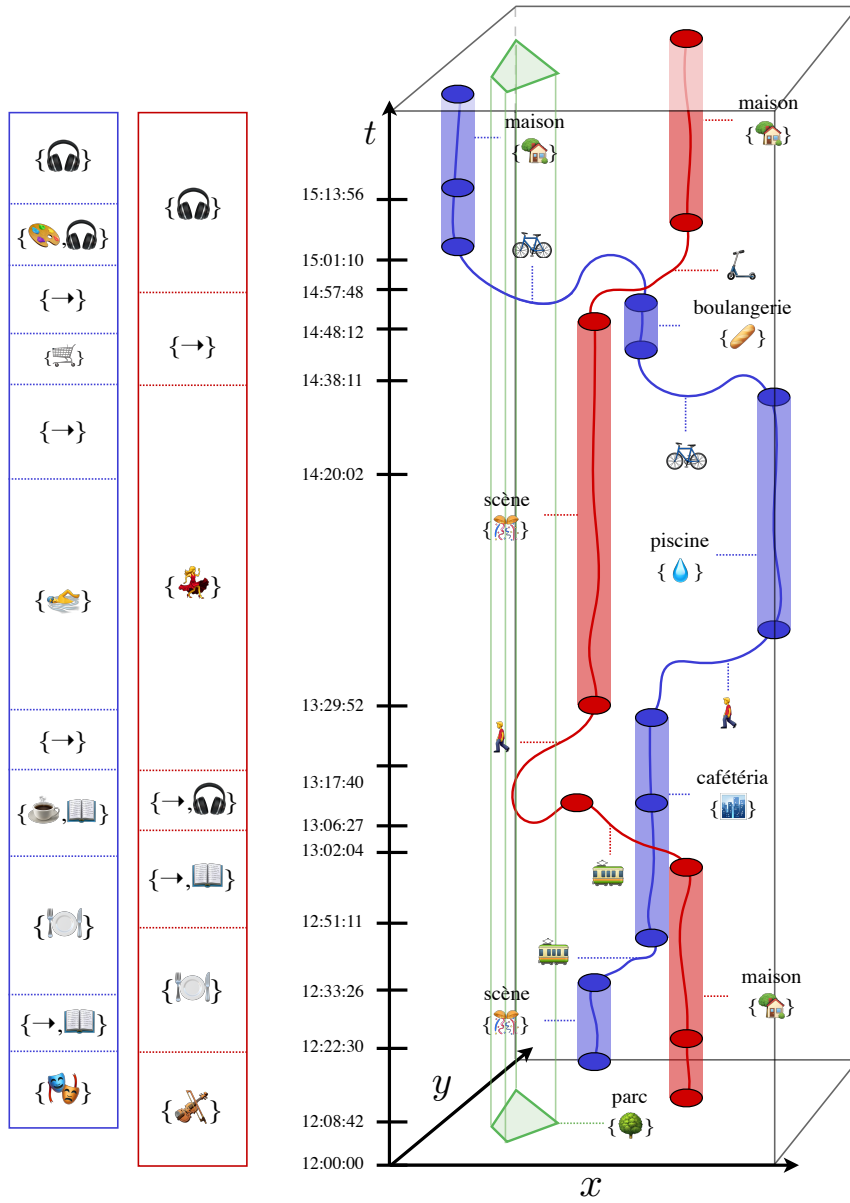 t
maison
{ }
maison
{ }
{ }
{ , }
{ }
15:13:56
15:01:10
14:57:48
{→}
{→}
boulangerie
{ }
14:48:12
{ }
14:38:11
{→}
14:20:02
scène
{ }
piscine
{ }
{ }
{ }
13:29:52
{→}
13:17:40
cafétéria
{ }
{ , }
{→, }
13:06:27
13:02:04
{→, }
12:51:11
{ }
{ }
12:33:26
scène
{ }
maison
{ }
{→, }
12:22:30
y
{ }
{ }
parc
{ }
12:08:42
12:00:00
x